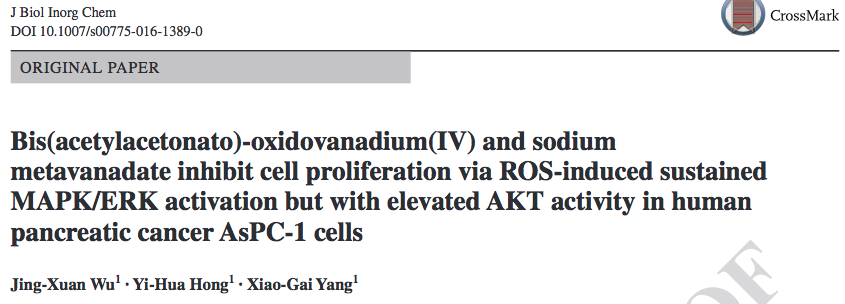 J Biol Inorg Chem
DOI 10.1007/s00775-016-1389-0
CrossMark
ORIGINAL PAPER
Bis(acetylacetonato)-oxidovanadium(IV) and sodium
metavanadate inhibit cell proliferation via ROS-induced sustained
MAPK/ERK activation but with elevated AKT activity in human
pancreatic cancer AsPC-1 cells
Jing-Xuan Wu¹ · Yi-Hua Hong¹ · Xiao-Gai Yang¹
OF